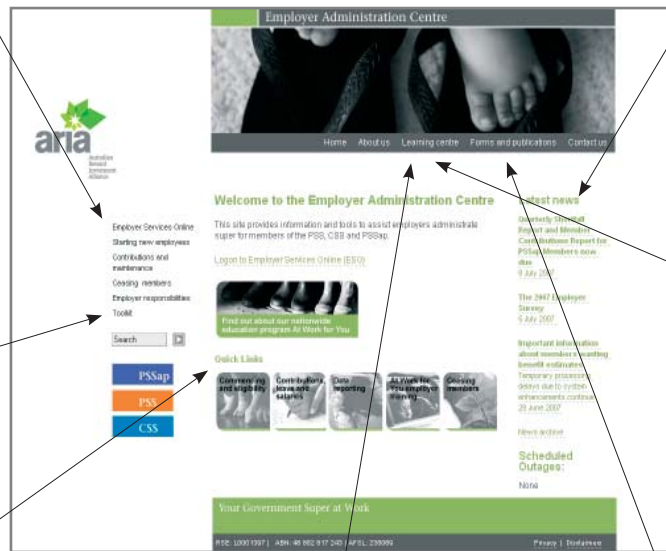 Employer Administration Centre
Home About us Learning centre Forms and publications Contact us
aria
Australian
Reward
Investment
Alliance
Employer Services Online
Starting new employees
Contributions and
maintenance
Ceasing members
Employer responsibilities
Toolkit
Search
PSSap
PSS
CSS
Welcome to the Employer Administration Centre
This site provides information and tools to assist employers administrate
super for members of the PSS, CSS and PSSap.
Logon to Employer Services Online (ESO)
Find out about our nationwide
education program At Work for You
Quick Links
Commencing
and eligibility
Contributions,
leave and
salaries
Data
reporting
At Work for
You employer
training
Ceasing
members
Latest news
Quarterly Shortfall
Report and Member
Contributions Report for
PSSap Members now
due
9 July 2007
The 2007 Employer
Survey
6 July 2007
Important information
about members wanting
benefit estimates
Temporary processing
delays due to system
enhancements continue
29 June 2007
News archive
Scheduled
Outages:
None
Your Government Super at Work
Privacy | Disclaimer